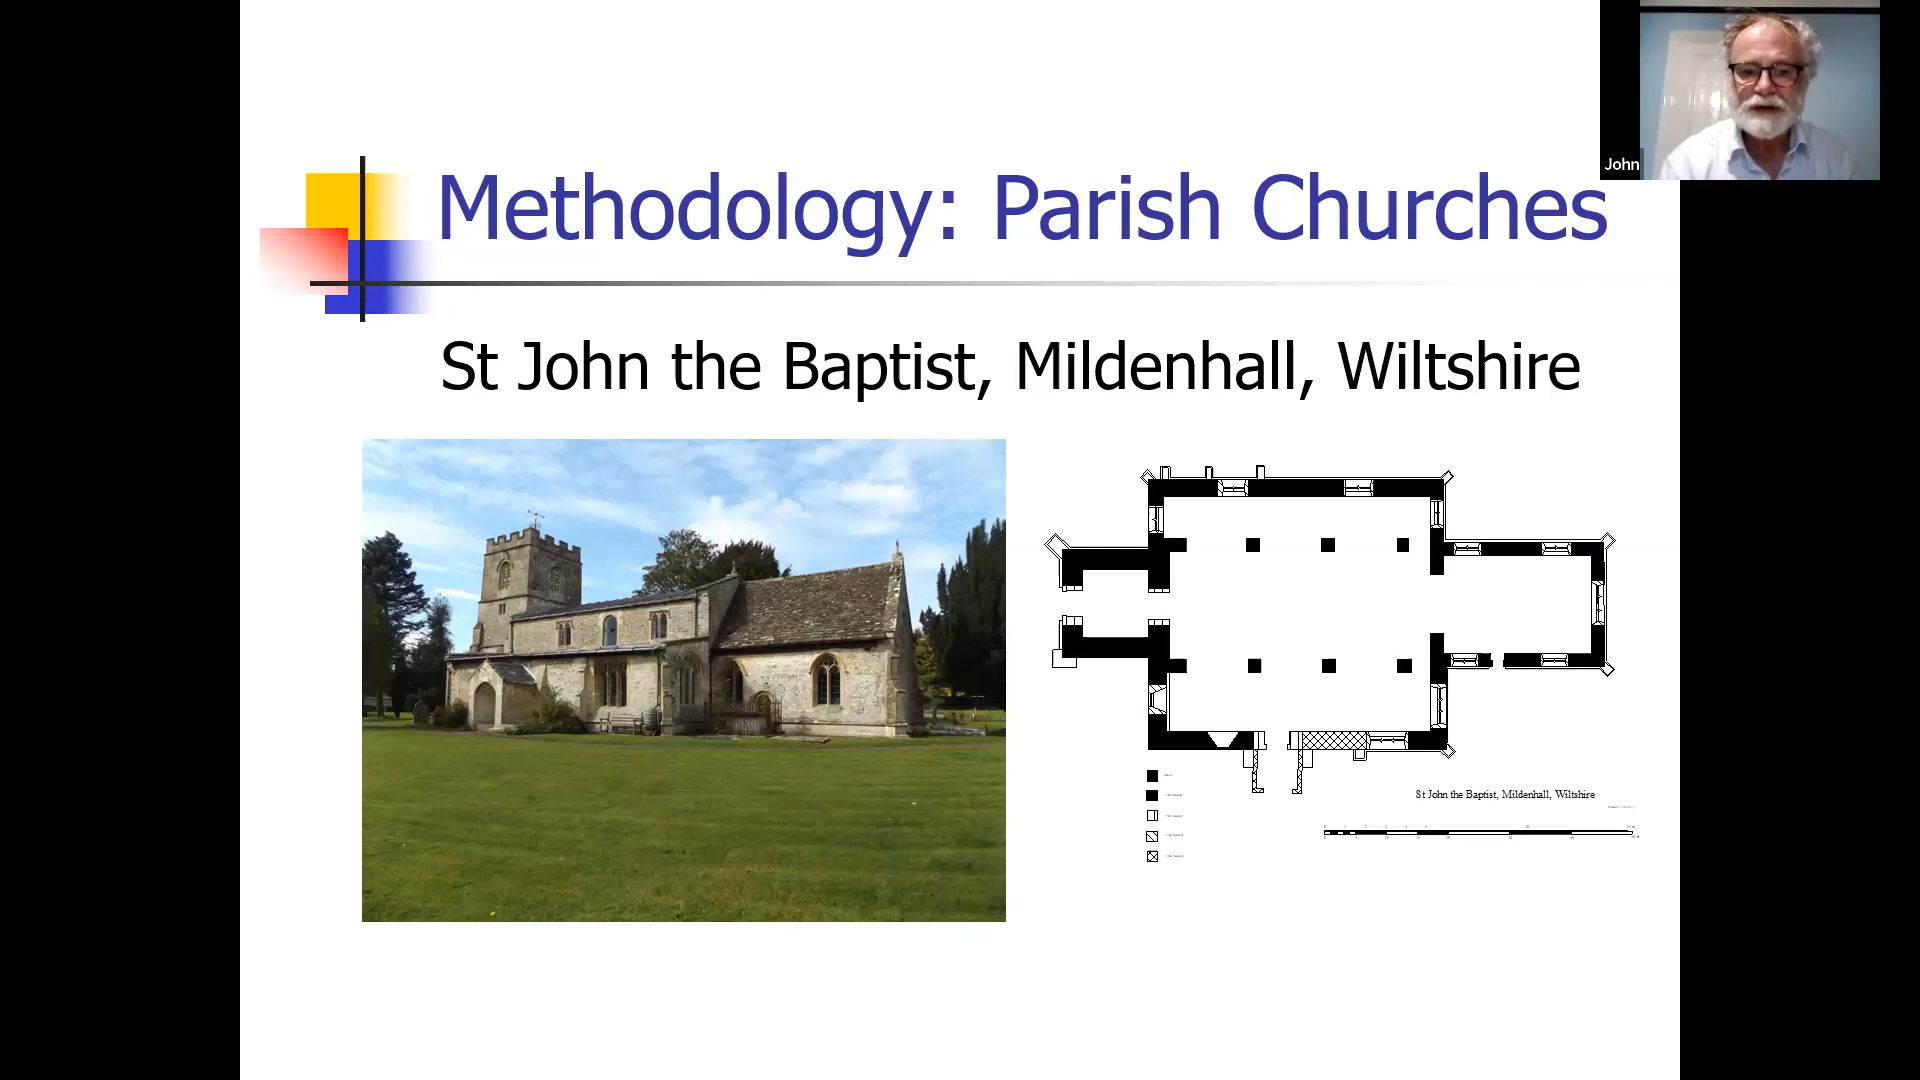 John
Methodology: Parish Churches
St John the Baptist, Mildenhall, Wiltshire
St John the Baptist, Mildenhall, Wiltshire